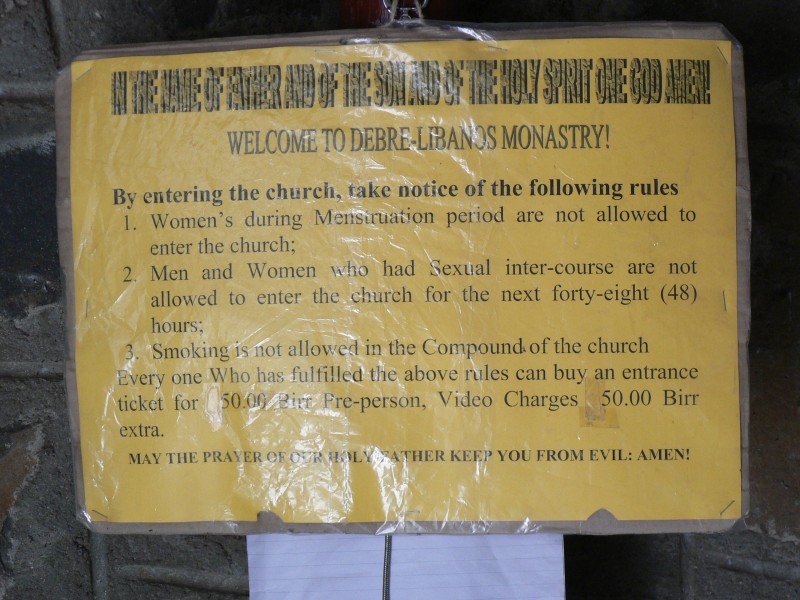 IN THE NAME OF FATHER AND OF THE SON AND OF THE HOLY SPIRIT ONE GOD AMEN!
WELCOME TO DEBRE-LIBANOS MONASTRY!
By entering the church, take notice of the following rules
1. Women's during Menstruation period are not allowed to
enter the church;
2. Men and Women who had Sexual inter-course are not
allowed to enter the church for the next forty-eight (48)
hours;
3. Smoking is not allowed in the Compound of the church
Every one Who has fulfilled the above rules can buy an entrance
ticket for 50.00 Birr Pre-person, Video Charges 50.00 Birr
extra.
MAY THE PRAYER OF OUR HOLY FATHER KEEP YOU FROM EVIL: AMEN!